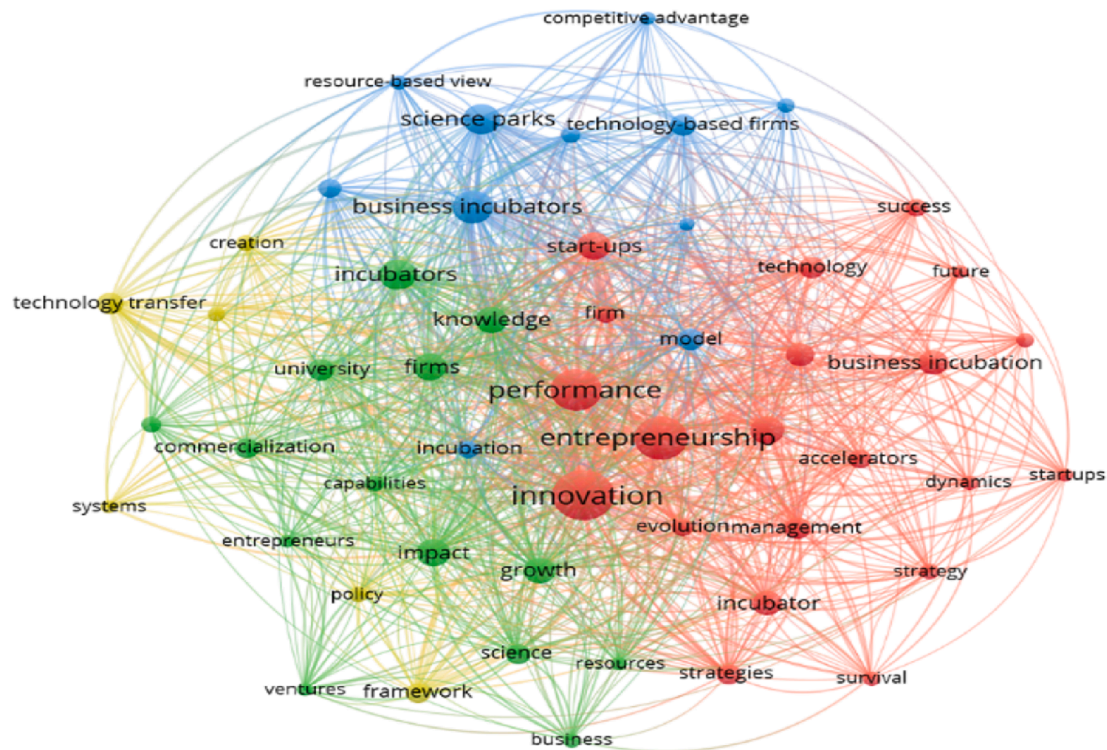 competitive advantage
resource-based view
science parks
technology-based firms
business incubators
success
creation
start-ups
incubators
technology
future
technology transfer
knowledge
firm
model
university
firms
business incubation
performance
entrepreneurship
commercialization
incubation
accelerators
capabilities
dynamics
startups
innovation
systems
evolution
management
entrepreneurs
impact
growth
strategy
policy
incubator
science
resources
strategies
survival
ventures
framework
business